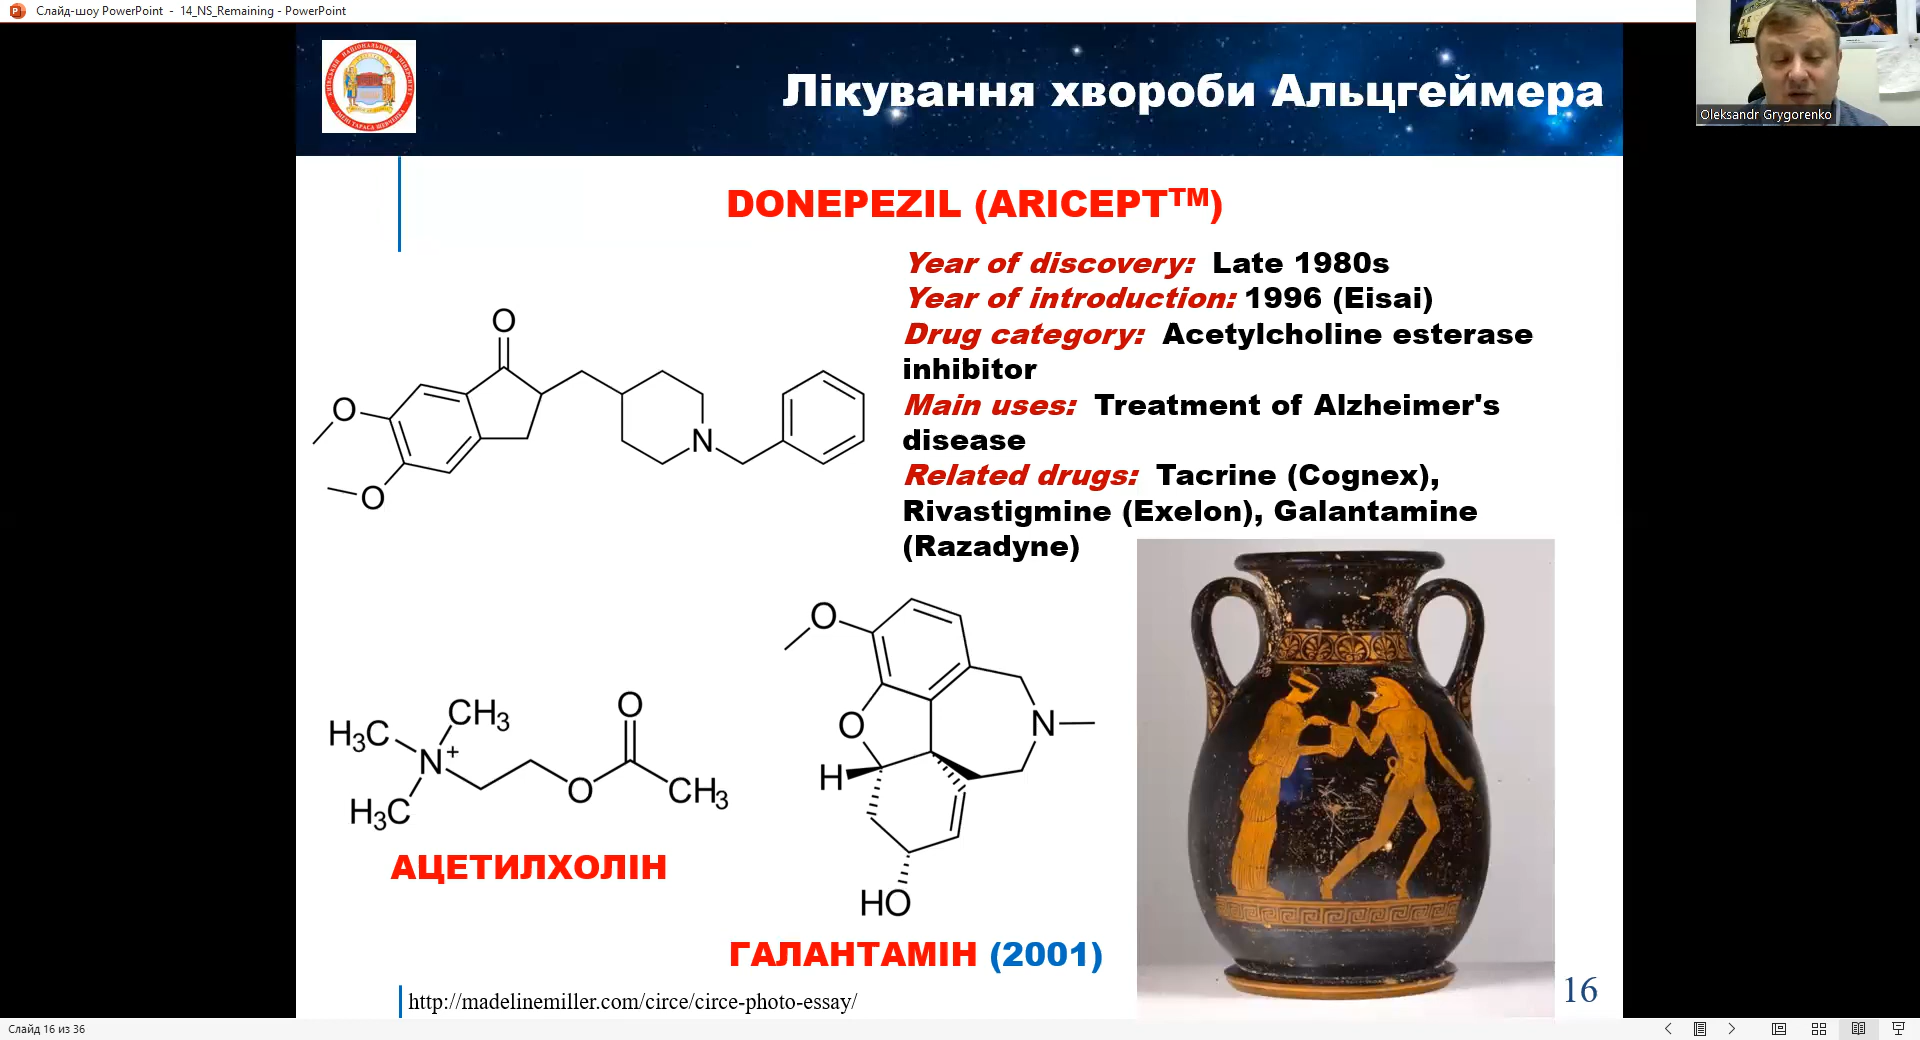 Слайд-шоу PowerPoint - 14_NS_Remaining - PowerPoint
Лікування хвороби Альцгеймера
Oleksandr Grygorenko
DONEPEZIL (ARICEPT™)
Year of discovery: Late 1980s
Year of introduction: 1996 (Eisai)
Drug category: Acetylcholine esterase
inhibitor
Main uses: Treatment of Alzheimer's
disease
Related drugs: Tacrine (Cognex),
Rivastigmine (Exelon), Galantamine
(Razadyne)
O
O
O
N
H₃C
CH₃
N⁺
H₃C
O
O
CH₃
АЦЕТИЛХОЛІН
O
O
N
H
HO
ГАЛАНТАМІН (2001)
http://madelinemiller.com/circe/circe-photo-essay/
16
Слайд 16 из 36